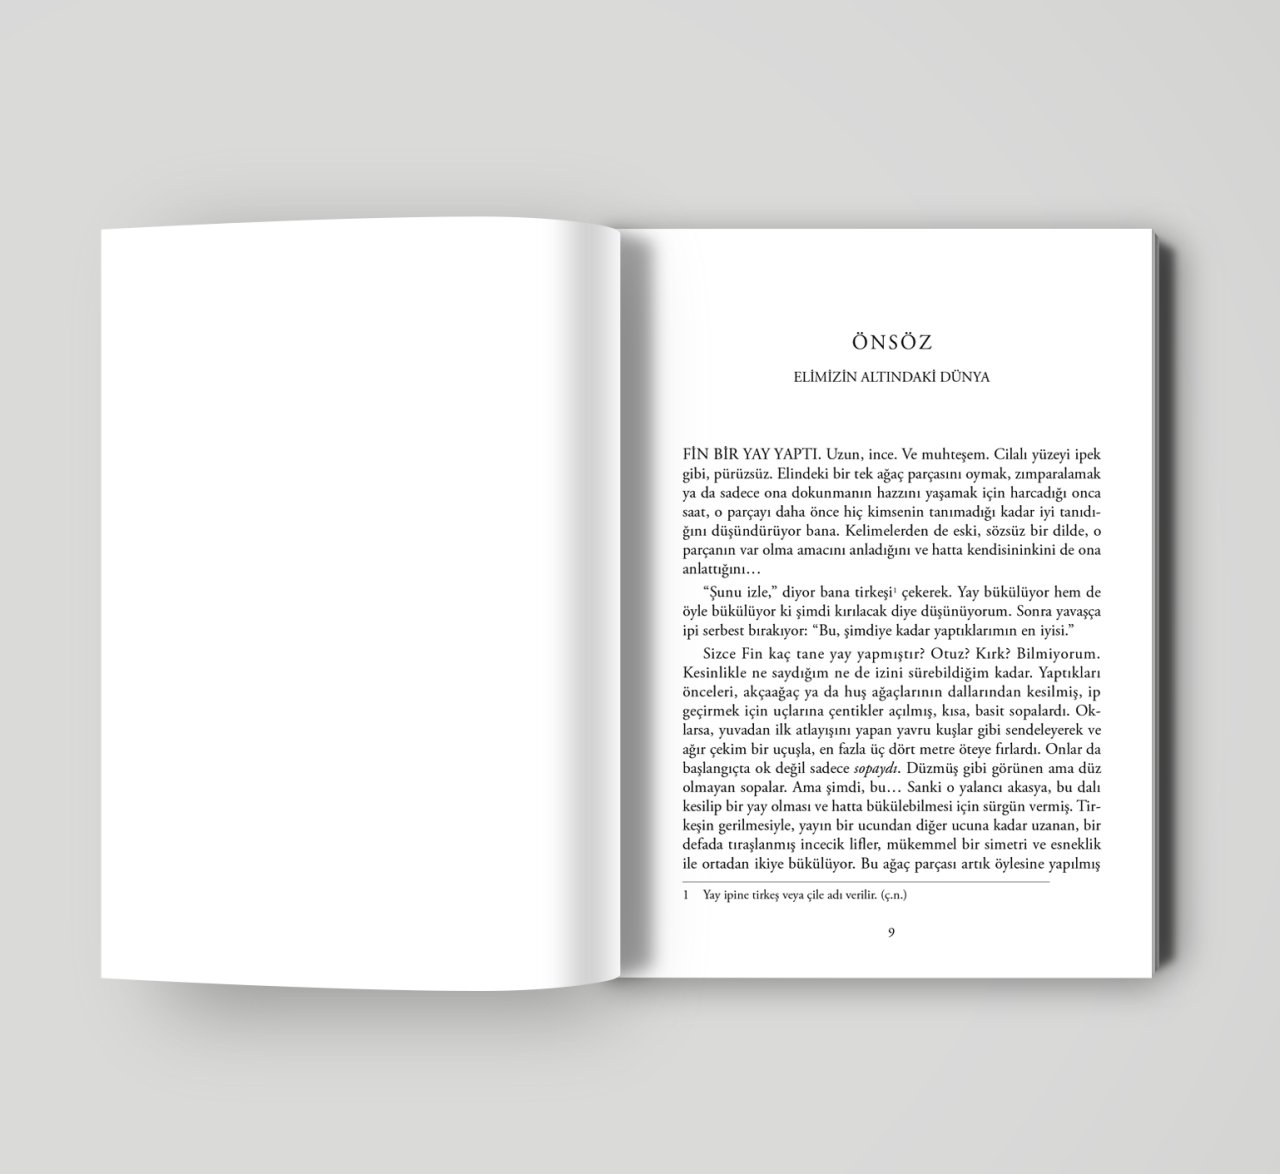 ÖNSÖZ
ELİMİZİN ALTINDAKİ DÜNYA
FİN BİR YAY YAPTI. Uzun, ince. Ve muhteşem. Cilalı yüzeyi ipek
gibi, pürüzsüz. Elindeki bir tek ağaç parçasını oymak, zımparalamak
ya da sadece ona dokunmanın hazzını yaşamak için harcadığı onca
saat, o parçayı daha önce hiç kimsenin tanımadığı kadar iyi tanıdı-
ğını düşündürüyor bana. Kelimelerden de eski, sözsüz bir dilde, o
parçanın var olma amacını anladığını ve hatta kendisininkini de ona
anlattığını…
“Şunu izle,” diyor bana tirkeşi¹ çekerek. Yay bükülüyor hem de
öyle bükülüyor ki şimdi kırılacak diye düşünüyorum. Sonra yavaşça
ipi serbest bırakıyor: “Bu, şimdiye kadar yaptıklarımın en iyisi.”
Sizce Fin kaç tane yay yapmıştır? Otuz? Kırk? Bilmiyorum.
Kesinlikle ne saydığım ne de izini sürebildiğim kadar. Yaptıkları
önceleri, akçaağaç ya da huş ağaçlarının dallarından kesilmiş, ip
geçirmek için uçlarına çentikler açılmış, kısa, basit sopalardı. Ok-
larsa, yuvadan ilk atlayışını yapan yavru kuşlar gibi sendeleyerek ve
ağır çekim bir uçuşla, en fazla üç dört metre öteye fırlardı. Onlar da
başlangıçta ok değil sadece sopaydı. Düzmüş gibi görünen ama düz
olmayan sopalar. Ama şimdi, bu… Sanki o yalancı akasya, bu dalı
kesilip bir yay olması ve hatta bükülebilmesi için sürgün vermiş. Tir-
keşin gerilmesiyle, yayın bir ucundan diğer ucuna kadar uzanan, bir
defada tıraşlanmış incecik lifler, mükemmel bir simetri ve esneklik
ile ortadan ikiye bükülüyor. Bu ağaç parçası artık öylesine yapılmış
1 Yay ipine tirkeş veya çile adı verilir. (ç.n.)
9